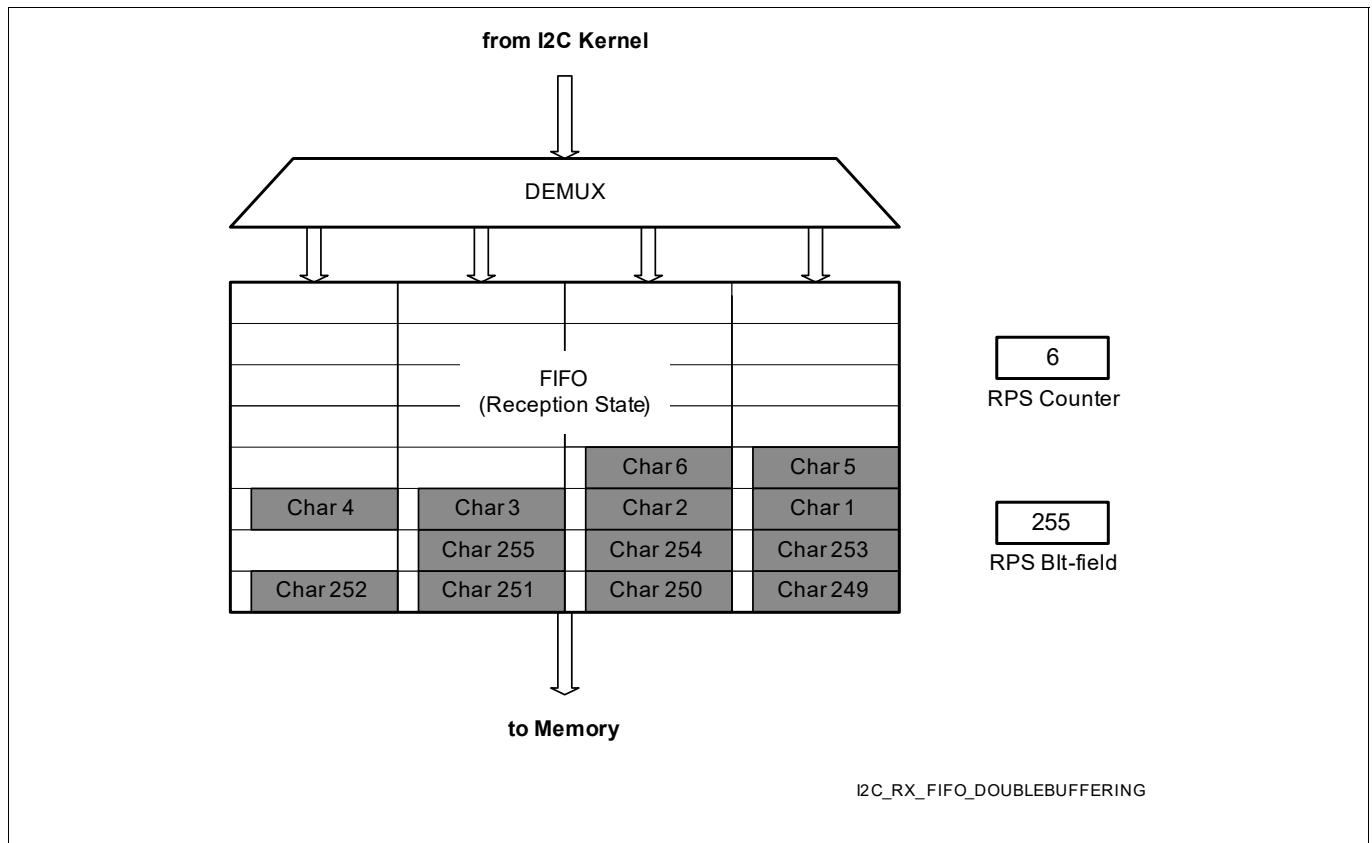 from I2C Kernel
DEMUX
FIFO
(Reception State)
6
RPS Counter
Char 6
Char 5
Char 4
Char 3
Char 2
Char 1
255
RPS BIt-field
Char 255
Char 254
Char 253
Char 252
Char 251
Char 250
Char 249
to Memory
I2C_RX_FIFO_DOUBLEBUFFERING